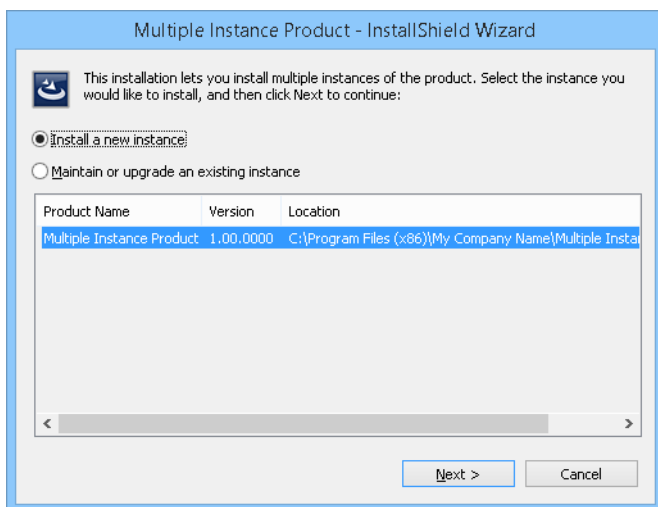 Multiple Instance Product - InstallShield Wizard
This installation lets you install multiple instances of the product. Select the instance you
would like to install, and then click Next to continue:
Install a new instance
Maintain or upgrade an existing instance
Product Name Version Location
Multiple Instance Product 1.00.0000 C:\Program Files (x86)\My Company Name\Multiple Instan
Next > Cancel